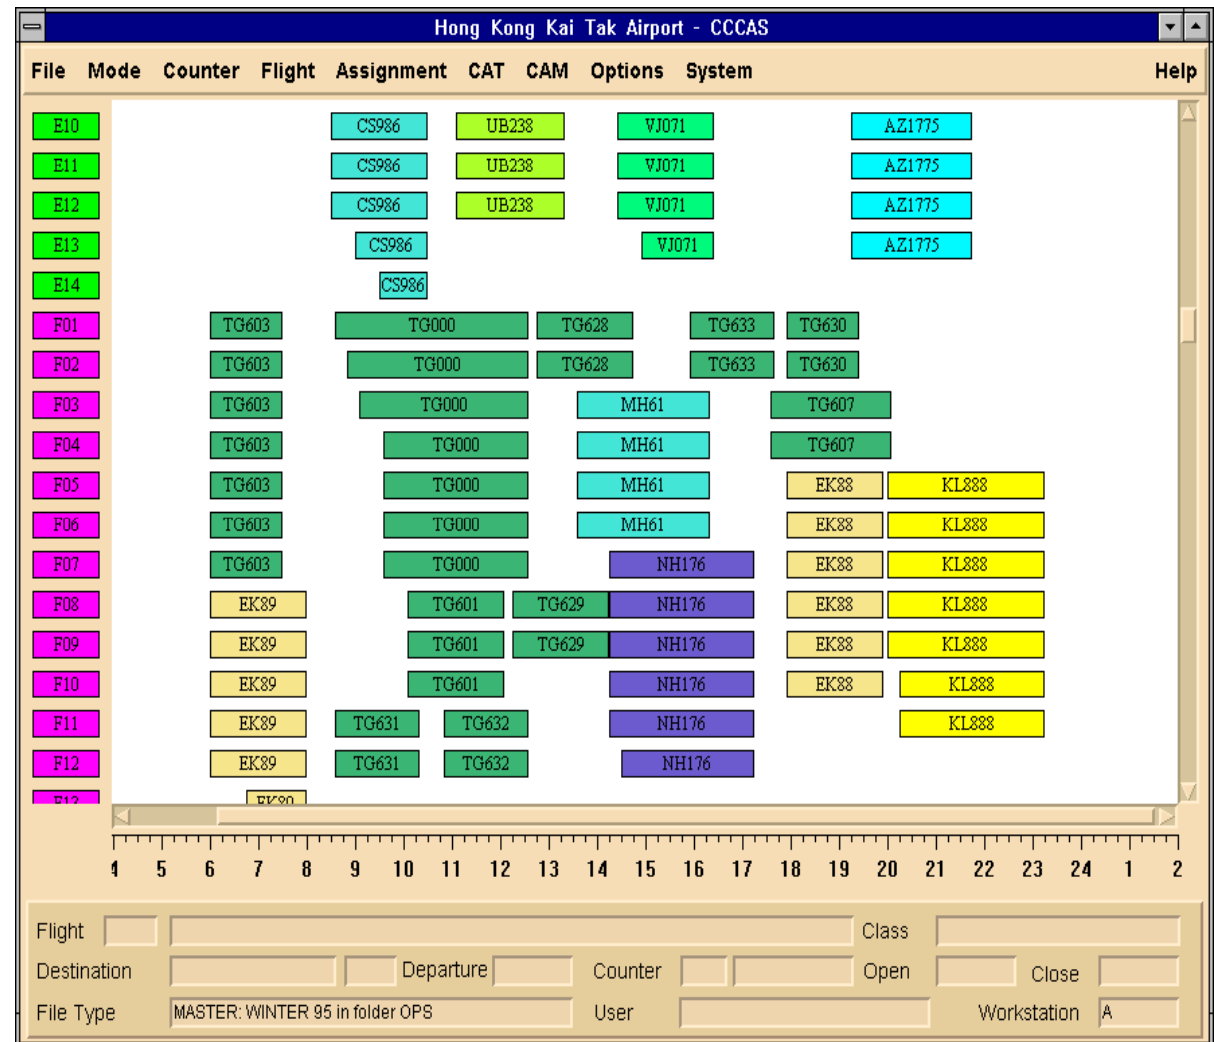 Hong Kong Kai Tak Airport - CCCAS
File Mode Counter Flight Assignment CAT CAM Options System Help
E10 CS986 UB238 VJ071 AZ1775
E11 CS986 UB238 VJ071 AZ1775
E12 CS986 UB238 VJ071 AZ1775
E13 CS986 VJ071 AZ1775
E14 CS986
F01 TG603 TG000 TG628 TG633 TG630
F02 TG603 TG000 TG628 TG633 TG630
F03 TG603 TG000 MH61 TG607
F04 TG603 TG000 MH61 TG607
F05 TG603 TG000 MH61 EK88 KL888
F06 TG603 TG000 MH61 EK88 KL888
F07 TG603 TG000 NH176 EK88 KL888
F08 EK89 TG601 TG629 NH176 EK88 KL888
F09 EK89 TG601 TG629 NH176 EK88 KL888
F10 EK89 TG601 NH176 EK88 KL888
F11 EK89 TG631 TG632 NH176 KL888
F12 EK89 TG631 TG632 NH176
4 5 6 7 8 9 10 11 12 13 14 15 16 17 18 19 20 21 22 23 24 1 2
Flight Class
Destination Departure Counter Open Close
File Type MASTER: WINTER 95 in folder OPS User Workstation A